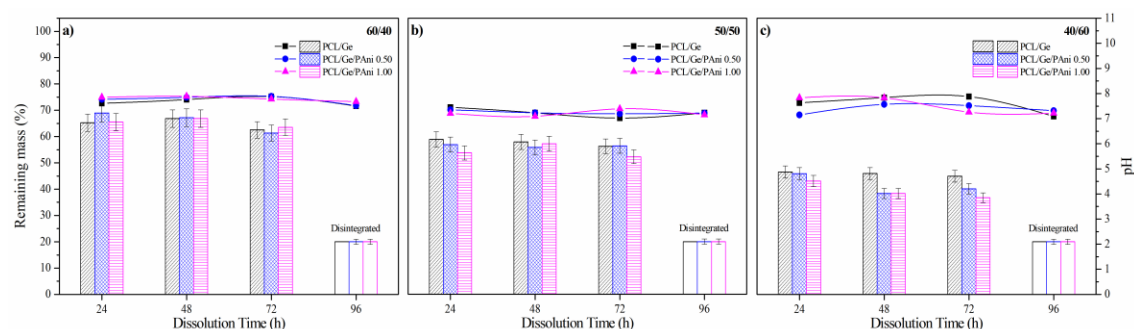 a) 60/40
PCL/Ge
PCL/Ge/PAni 0.50
PCL/Ge/PAni 1.00
Disintegrated
b) 50/50
PCL/Ge
PCL/Ge/PAni 0.50
PCL/Ge/PAni 1.00
Disintegrated
c) 40/60
PCL/Ge
PCL/Ge/PAni 0.50
PCL/Ge/PAni 1.00
Disintegrated
Remaining mass (%)
100
90
80
70
60
50
40
30
20
10
0
pH
11
10
9
8
7
6
5
4
3
2
1
0
24 48 72 96
24 48 72 96
24 48 72 96
Dissolution Time (h)
Dissolution Time (h)
Dissolution Time (h)